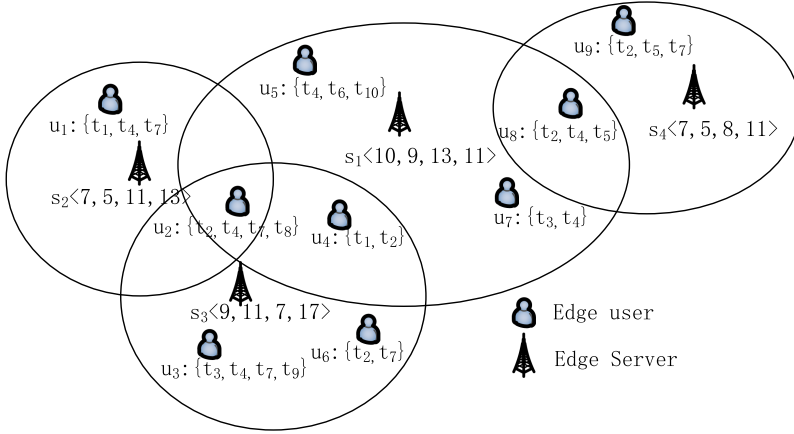 u₉:{t₂,t₅,t₇}
u₅:{t₄,t₆,t₁₀}
u₁:{t₁,t₄,t₇}
u₈:{t₂,t₄,t₅}
s₄<7,5,8,11>
s₁<10,9,13,11>
s₂<7,5,11,13>
u₂:{t₂,t₄,t₇,t₈}
u₄:{t₁,t₂}
u₇:{t₃,t₄}
s₃<9,11,7,17>
Edge user
u₆:{t₂,t₇}
u₃:{t₃,t₄,t₇,t₉}
Edge Server